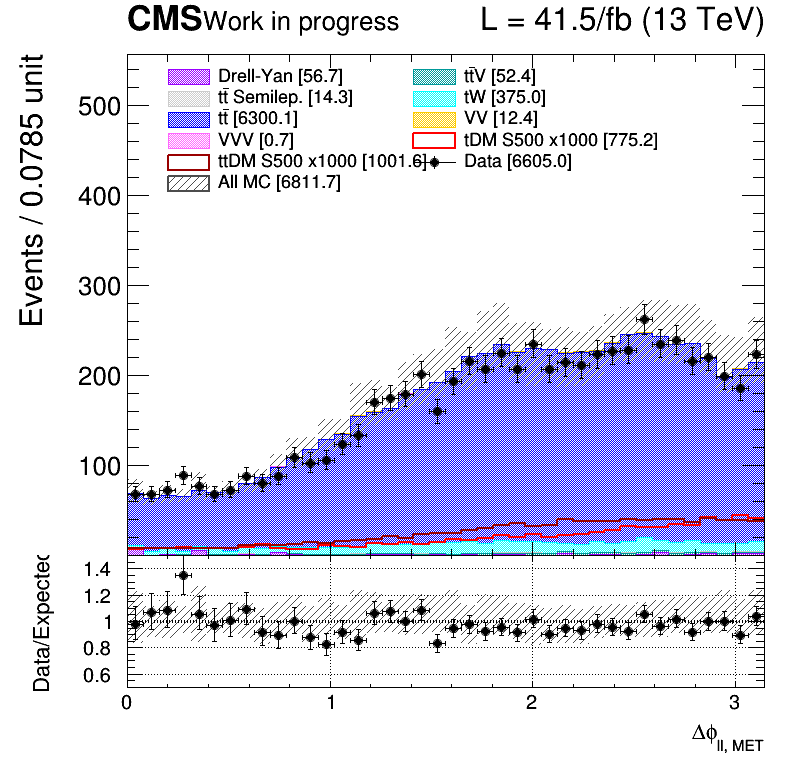 CMS Work in progress L = 41.5/fb (13 TeV)
Events / 0.0785 unit
500
400
300
200
100
Drell-Yan [56.7] tt̄V [52.4]
tt̄ Semilep. [14.3] tW [375.0]
tt̄ [6300.1] VV [12.4]
VVV [0.7] tDM S500 x1000 [775.2]
ttDM S500 x1000 [1001.6] Data [6605.0]
All MC [6811.7]
Data/Expected
1.4
1.2
1
0.8
0.6
0 1 2 3
Δϕll, MET